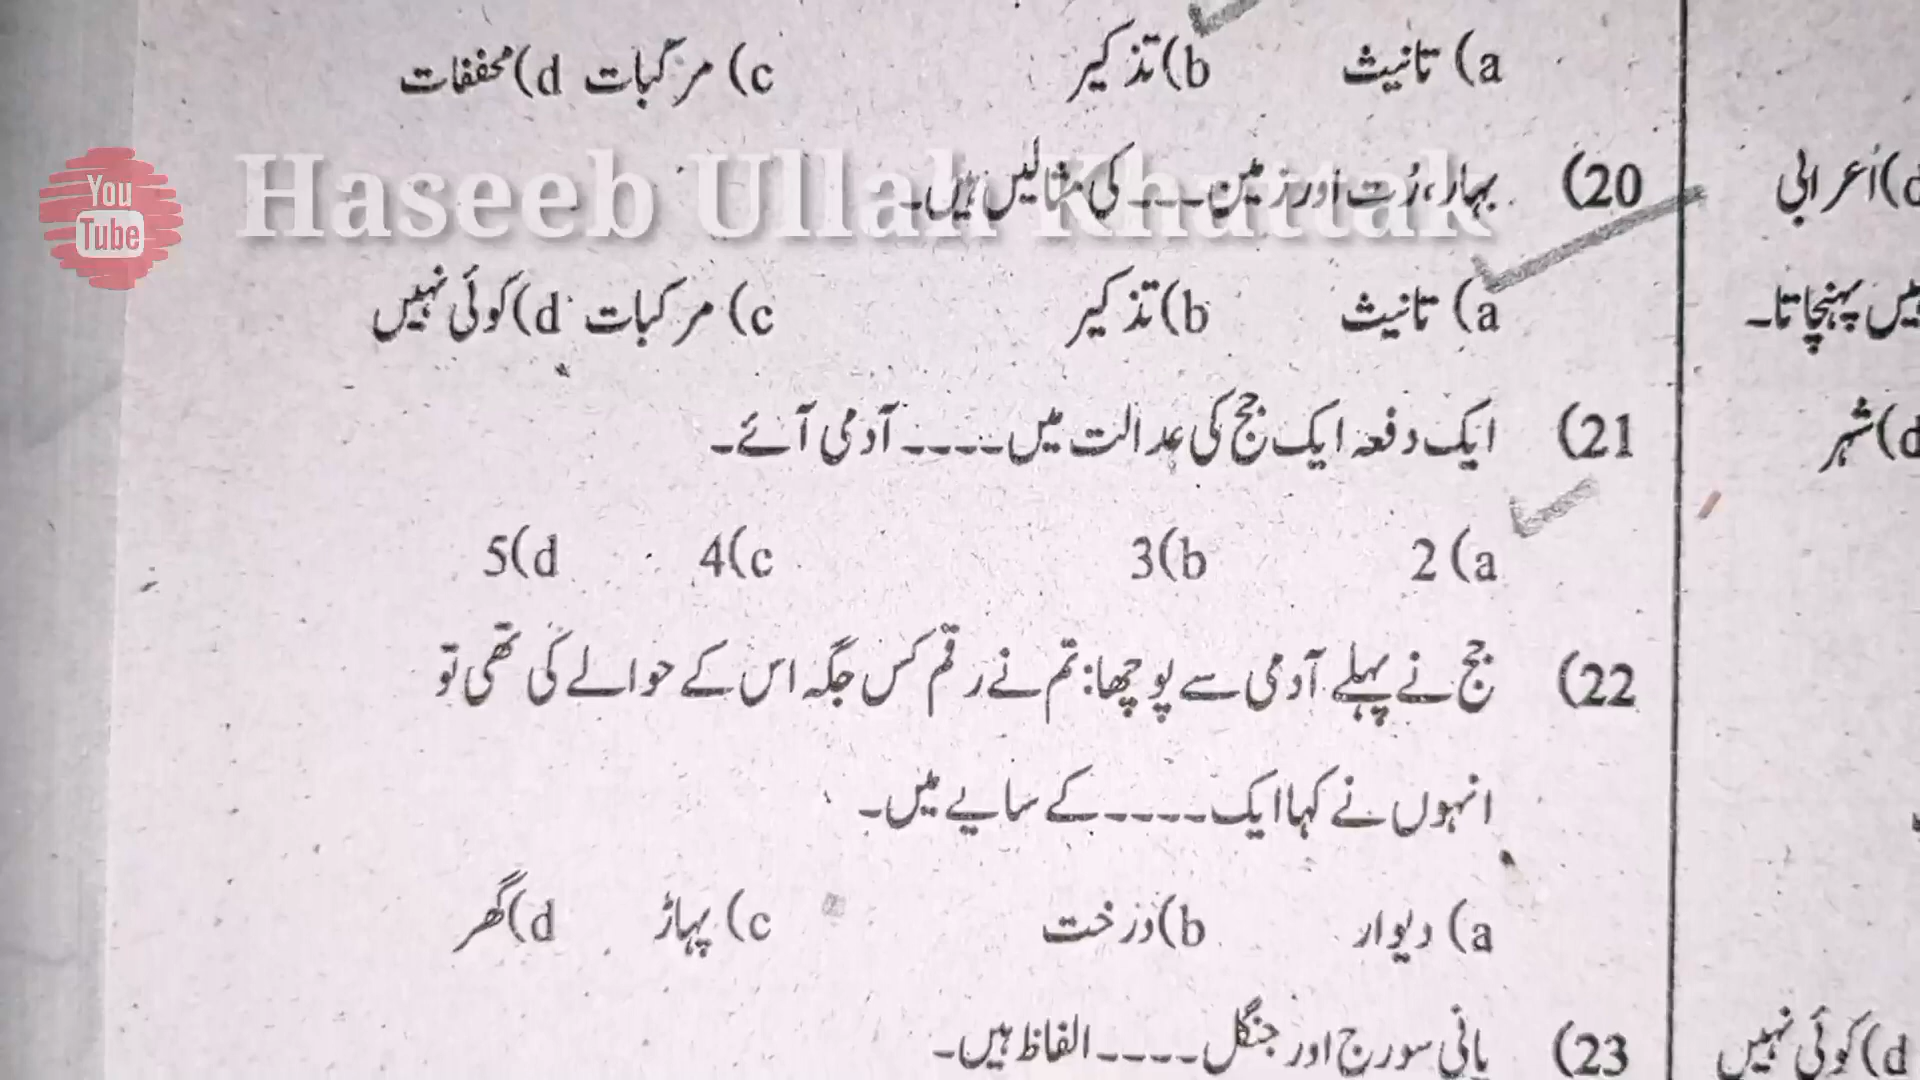 a) تانیث b) تذکیر c) مرکبات d) محففات
20) بہار، رُت اور زمین۔۔۔ کی مثالیں ہیں۔
a) تانیث b) تذکیر c) مرکبات d) کوئی نہیں
21) ایک دفعہ ایک جج کی عدالت میں۔۔۔۔ آدمی آئے۔
a) 2 b) 3 c) 4 d) 5
22) جج نے پہلے آدمی سے پوچھا: تم نے رقم کس جگہ اس کے حوالے کی تھی تو
انہوں نے کہا ایک۔۔۔۔ کے سایے میں۔
a) دیوار b) درخت c) پہاڑ d) گھر
23) پانی سورج اور جنگل۔۔۔۔ الفاظ ہیں۔
d) اُعرابی
پہنچاتا۔
d) شہر
d) کوئی نہیں
You
Tube
Haseeb Ullah Khattak